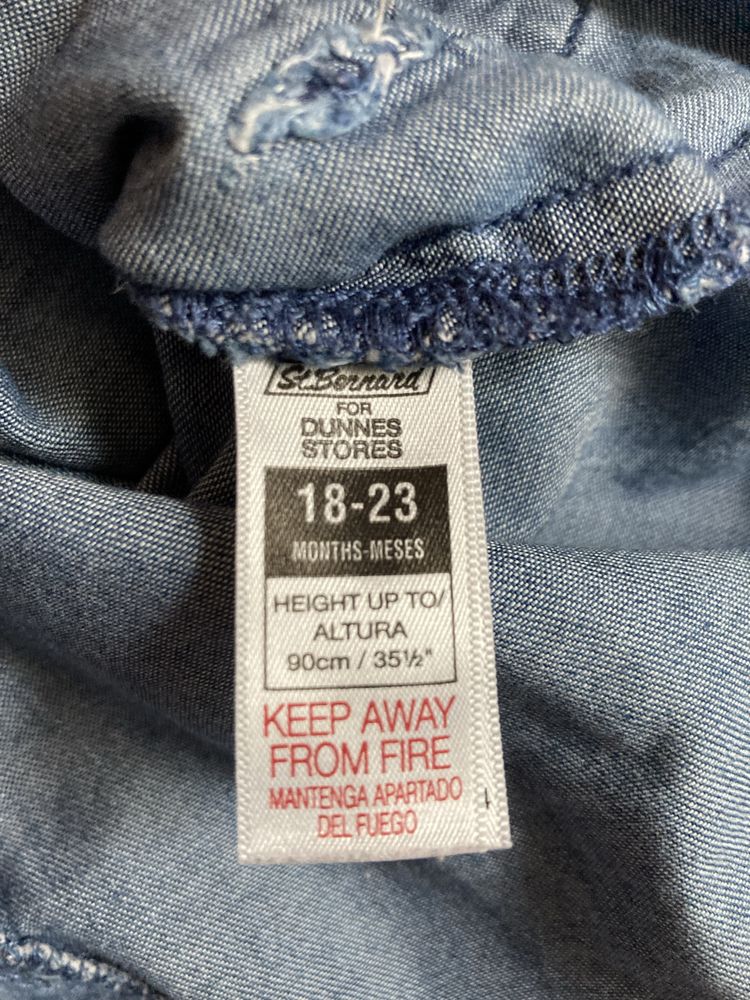 St.Bernard
FOR
DUNNES
STORES
18-23
MONTHS-MESES
HEIGHT UP TO/
ALTURA
90cm / 35½"
KEEP AWAY
FROM FIRE
MANTENGA APARTADO
DEL FUEGO